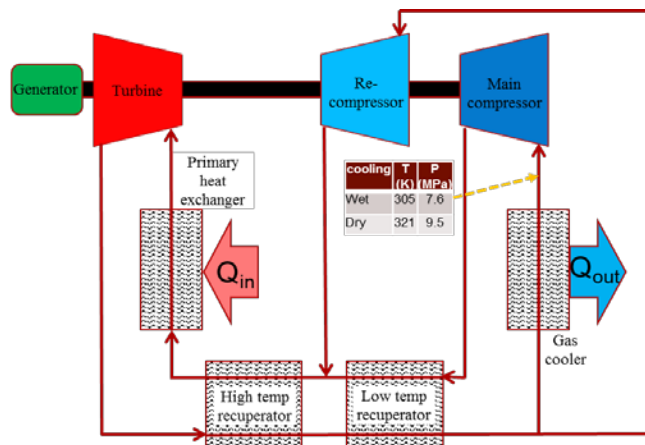 Generator
Turbine
Re-
compressor
Main
compressor
Primary
heat
exchanger
cooling T (K) P (MPa)
Wet 305 7.6
Dry 321 9.5
Qin
Qout
Gas
cooler
High temp
recuperator
Low temp
recuperator